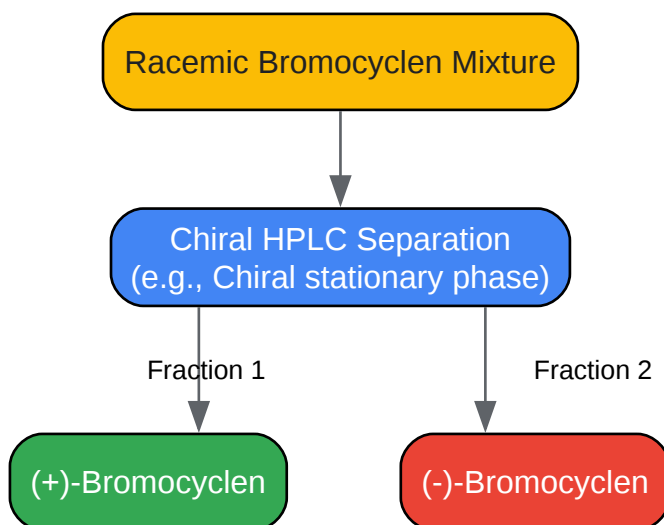 Racemic Bromocyclen Mixture
Chiral HPLC Separation
(e.g., Chiral stationary phase)
Fraction 1
Fraction 2
(+)-Bromocyclen
(-)-Bromocyclen